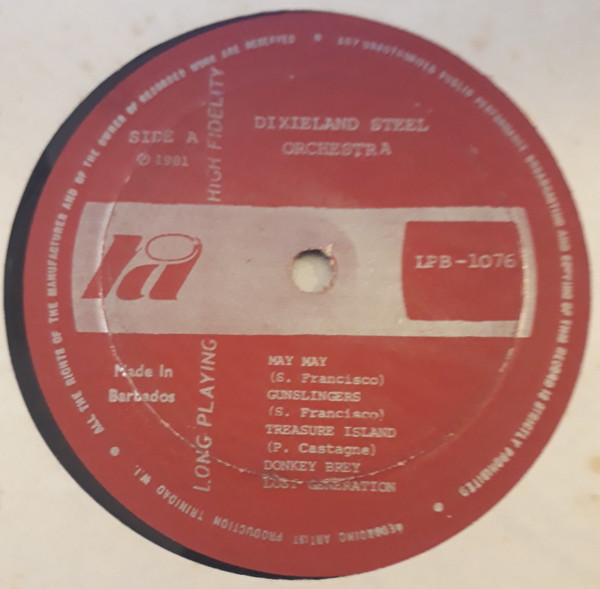 ALL THE RIGHTS OF THE MANUFACTURER AND OF THE OWNER OF RECORDED WORK ARE RESERVED • ANY UNAUTHORISED PUBLIC PERFORMANCE BROADCASTING AND COPYING OF THIS RECORD IS STRICTLY PROHIBITED
DIXIELAND STEEL
ORCHESTRA
SIDE A
℗ 1981
HIGH FIDELITY
ra
LPB-1076
LONG PLAYING
Made In
Barbados
MAY MAY
(S. Francisco)
GUNSLINGERS
(S. Francisco)
TREASURE ISLAND
(P. Castagne)
DONKEY BREY
LOST GENERATION
RECORDING ARTIST PRODUCTION TRINIDAD W.I.